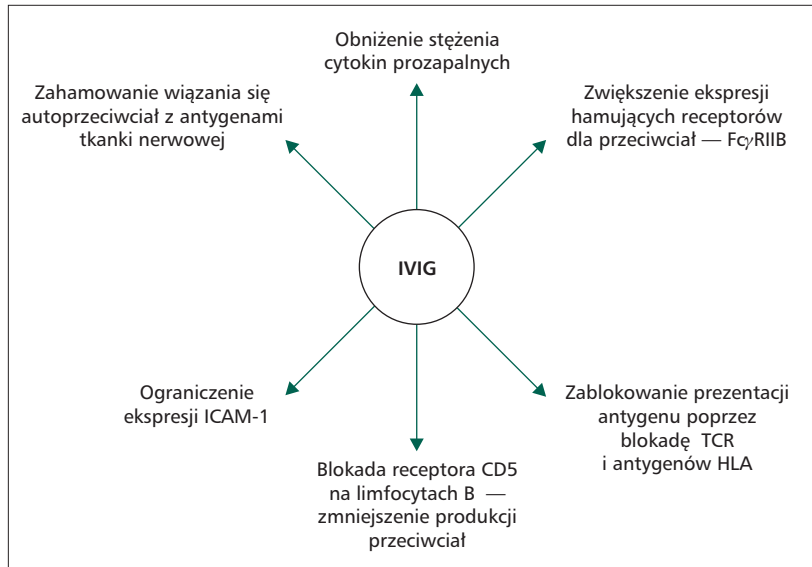 Obniżenie stężenia
cytokin prozapalnych
Zahamowanie wiązania się
autoprzeciwciał z antygenami
tkanki nerwowej
Zwiększenie ekspresji
hamujących receptorów
dla przeciwciał — FcγRIIB
IVIG
Ograniczenie
ekspresji ICAM-1
Blokada receptora CD5
na limfocytach B —
zmniejszenie produkcji
przeciwciał
Zablokowanie prezentacji
antygenu poprzez
blokadę TCR
i antygenów HLA